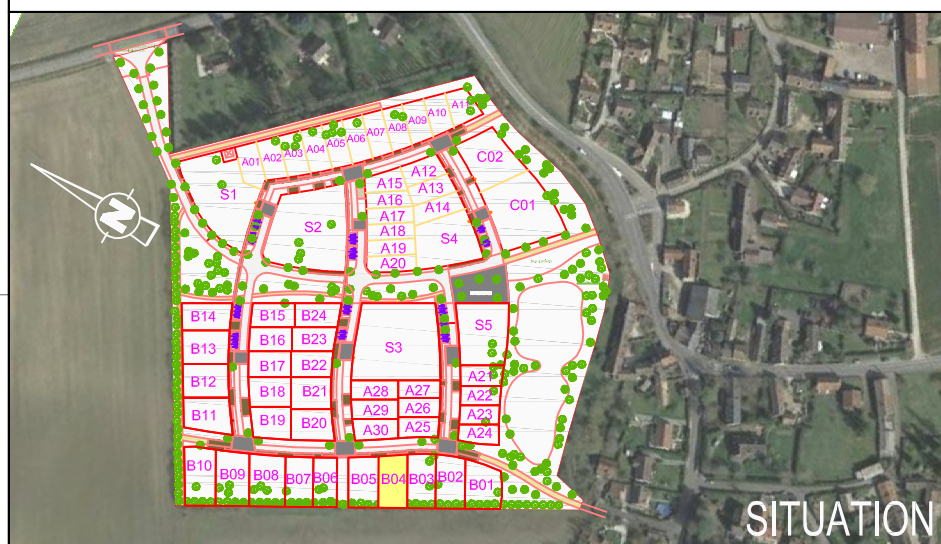 A01 A02 A03 A04 A05 A06 A07 A08 A09 A10 A11
S1
S2
A15
A16
A17
A18
A19
A20
A12
A13
A14
S4
C02
C01
N
B14
B13
B12
B11
B15 B24
B16 B23
B17 B22
B18 B21
B19 B20
S3
A28 A27
A29 A26
A30 A25
S5
A21
A22
A23
A24
B10 B09 B08 B07 B06 B05 B04 B03 B02 B01
SITUATION